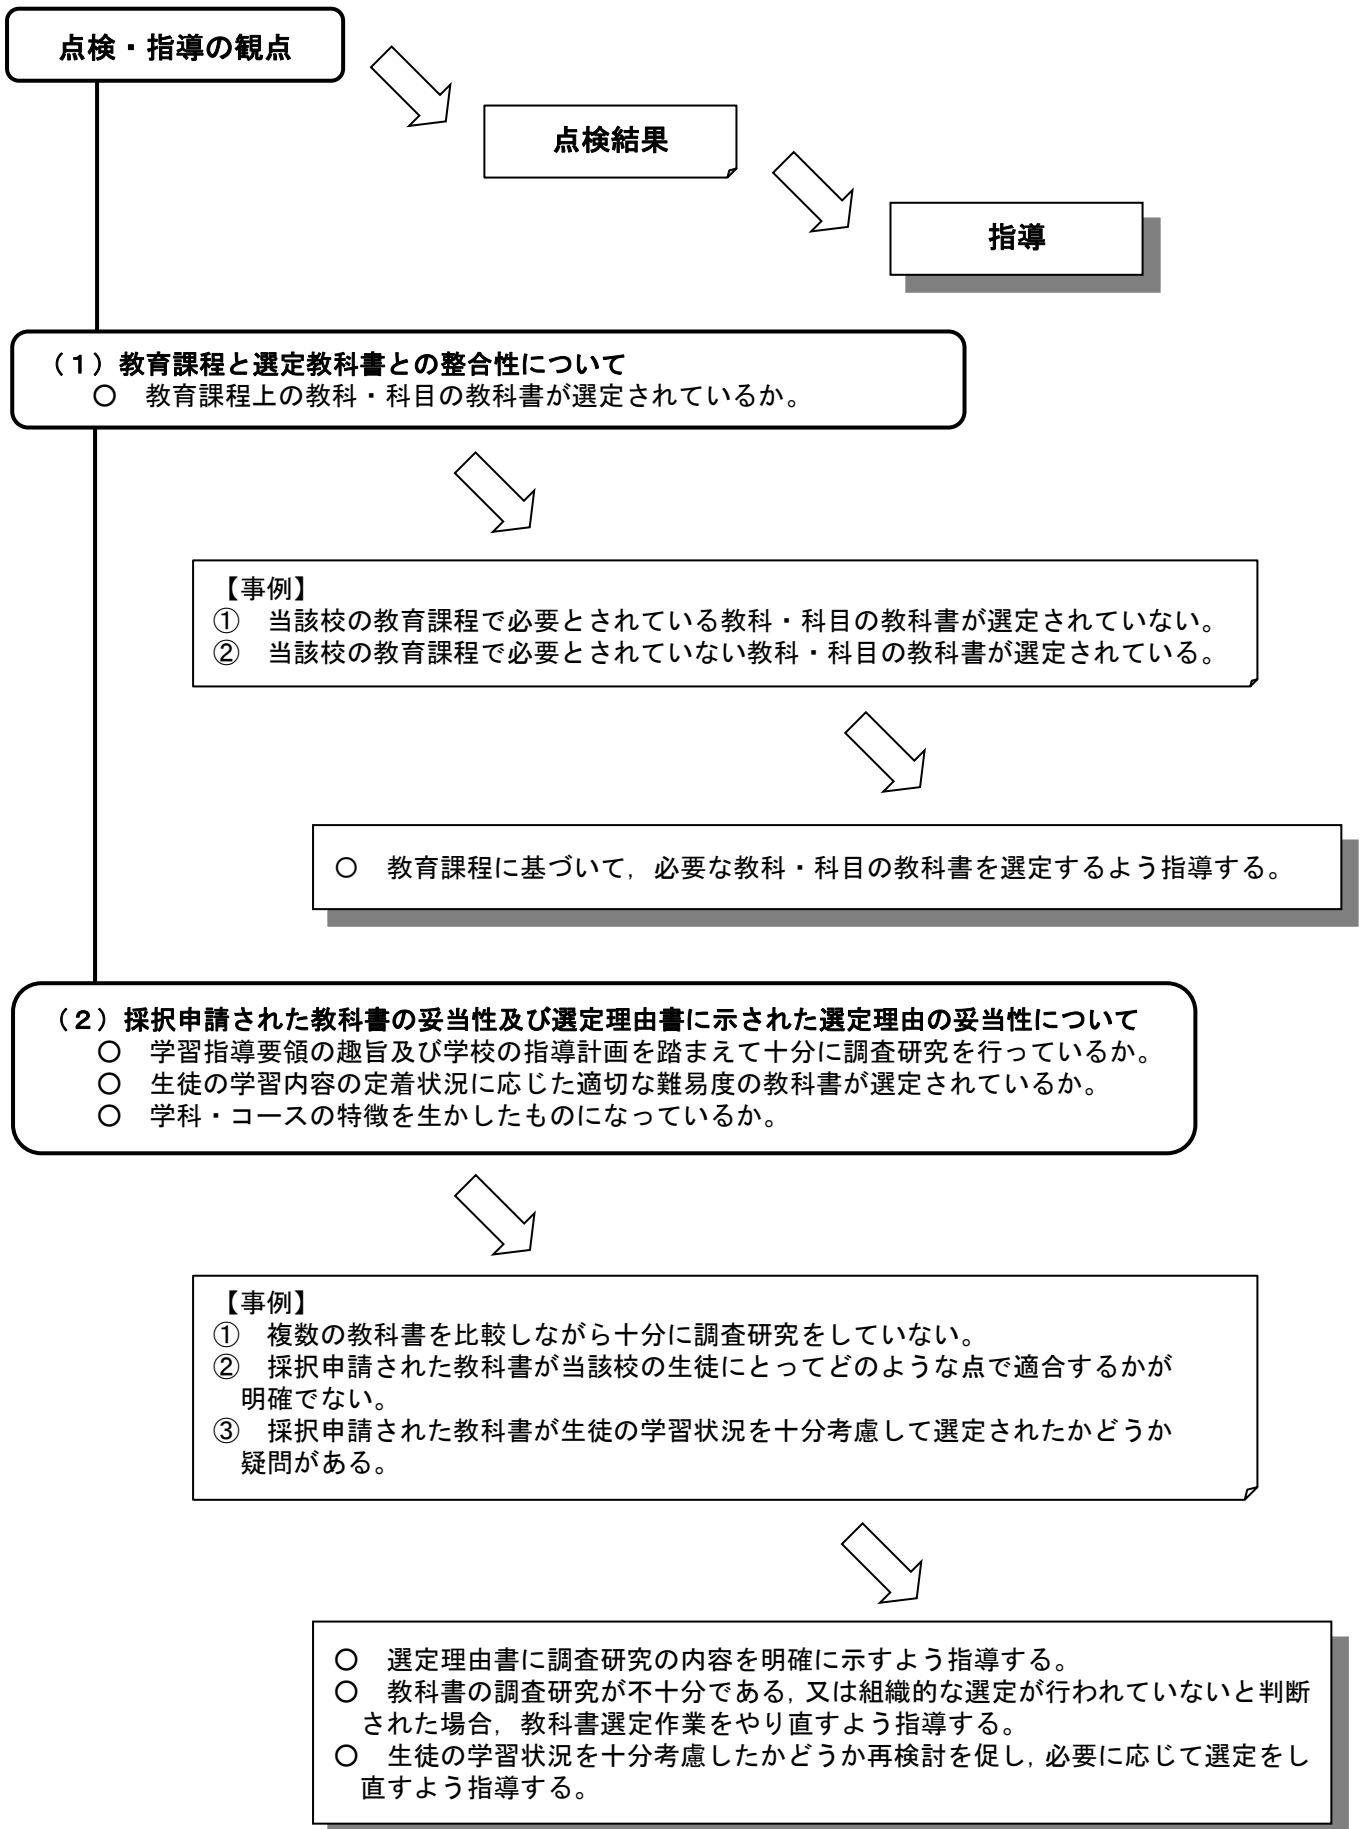 点検・指導の観点
点検結果
指導
（１）教育課程と選定教科書との整合性について
○　教育課程上の教科・科目の教科書が選定されているか。
【事例】
①　当該校の教育課程で必要とされている教科・科目の教科書が選定されていない。
②　当該校の教育課程で必要とされていない教科・科目の教科書が選定されている。
○　教育課程に基づいて，必要な教科・科目の教科書を選定するよう指導する。
（２）採択申請された教科書の妥当性及び選定理由書に示された選定理由の妥当性について
○　学習指導要領の趣旨及び学校の指導計画を踏まえて十分に調査研究を行っているか。
○　生徒の学習内容の定着状況に応じた適切な難易度の教科書が選定されているか。
○　学科・コースの特徴を生かしたものになっているか。
【事例】
①　複数の教科書を比較しながら十分に調査研究をしていない。
②　採択申請された教科書が当該校の生徒にとってどのような点で適合するかが
明確でない。
③　採択申請された教科書が生徒の学習状況を十分考慮して選定されたかどうか
疑問がある。
○　選定理由書に調査研究の内容を明確に示すよう指導する。
○　教科書の調査研究が不十分である，又は組織的な選定が行われていないと判断
された場合，教科書選定作業をやり直すよう指導する。
○　生徒の学習状況を十分考慮したかどうか再検討を促し，必要に応じて選定をし
直すよう指導する。